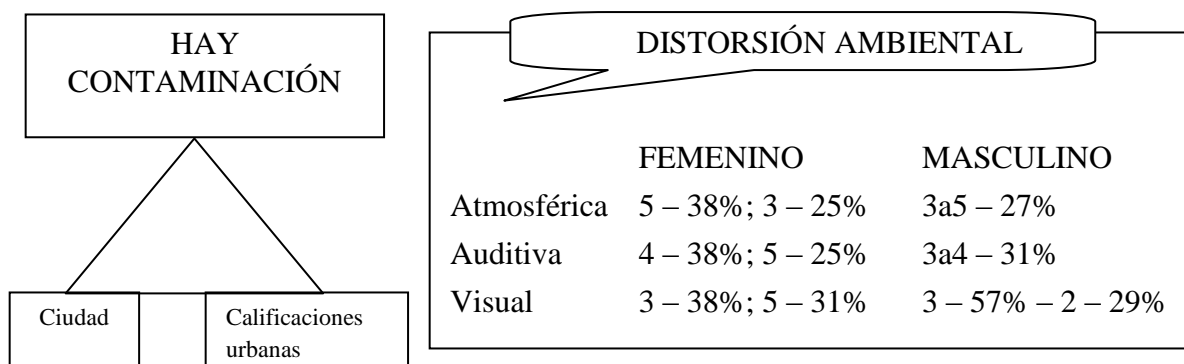 HAY
CONTAMINACIÓN
Ciudad
Calificaciones
urbanas
DISTORSIÓN AMBIENTAL
FEMENINO MASCULINO
Atmosférica 5 – 38%; 3 – 25% 3a5 – 27%
Auditiva 4 – 38%; 5 – 25% 3a4 – 31%
Visual 3 – 38%; 5 – 31% 3 – 57% – 2 – 29%